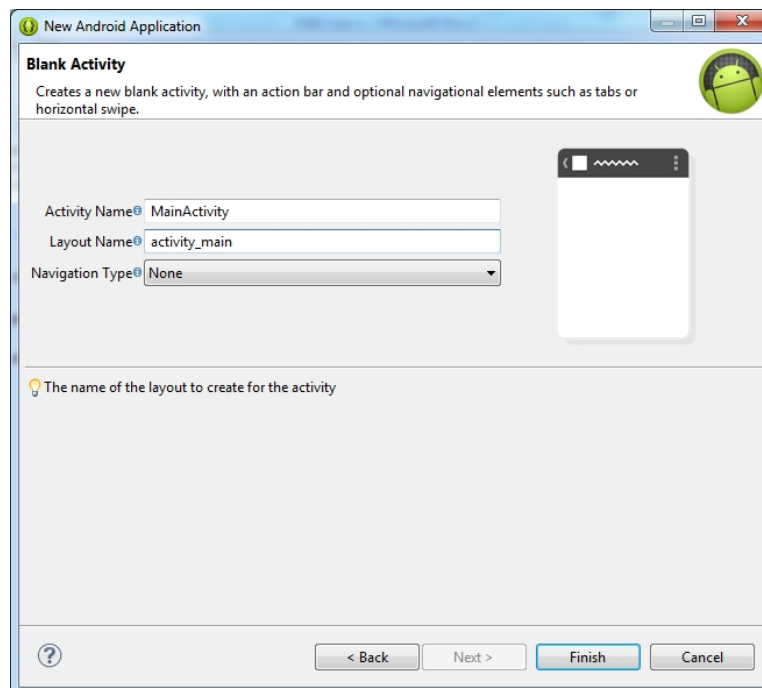 New Android Application
Blank Activity
Creates a new blank activity, with an action bar and optional navigational elements such as tabs or
horizontal swipe.
Activity Name MainActivity
Layout Name activity_main
Navigation Type None
The name of the layout to create for the activity
< Back Next > Finish Cancel